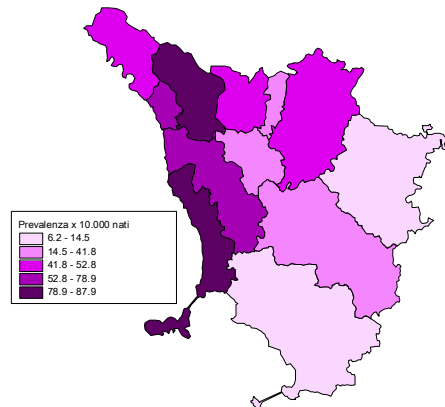 Prevalenza x 10.000 nati
6.2 - 14.5
14.5 - 41.8
41.8 - 52.8
52.8 - 78.9
78.9 - 87.9